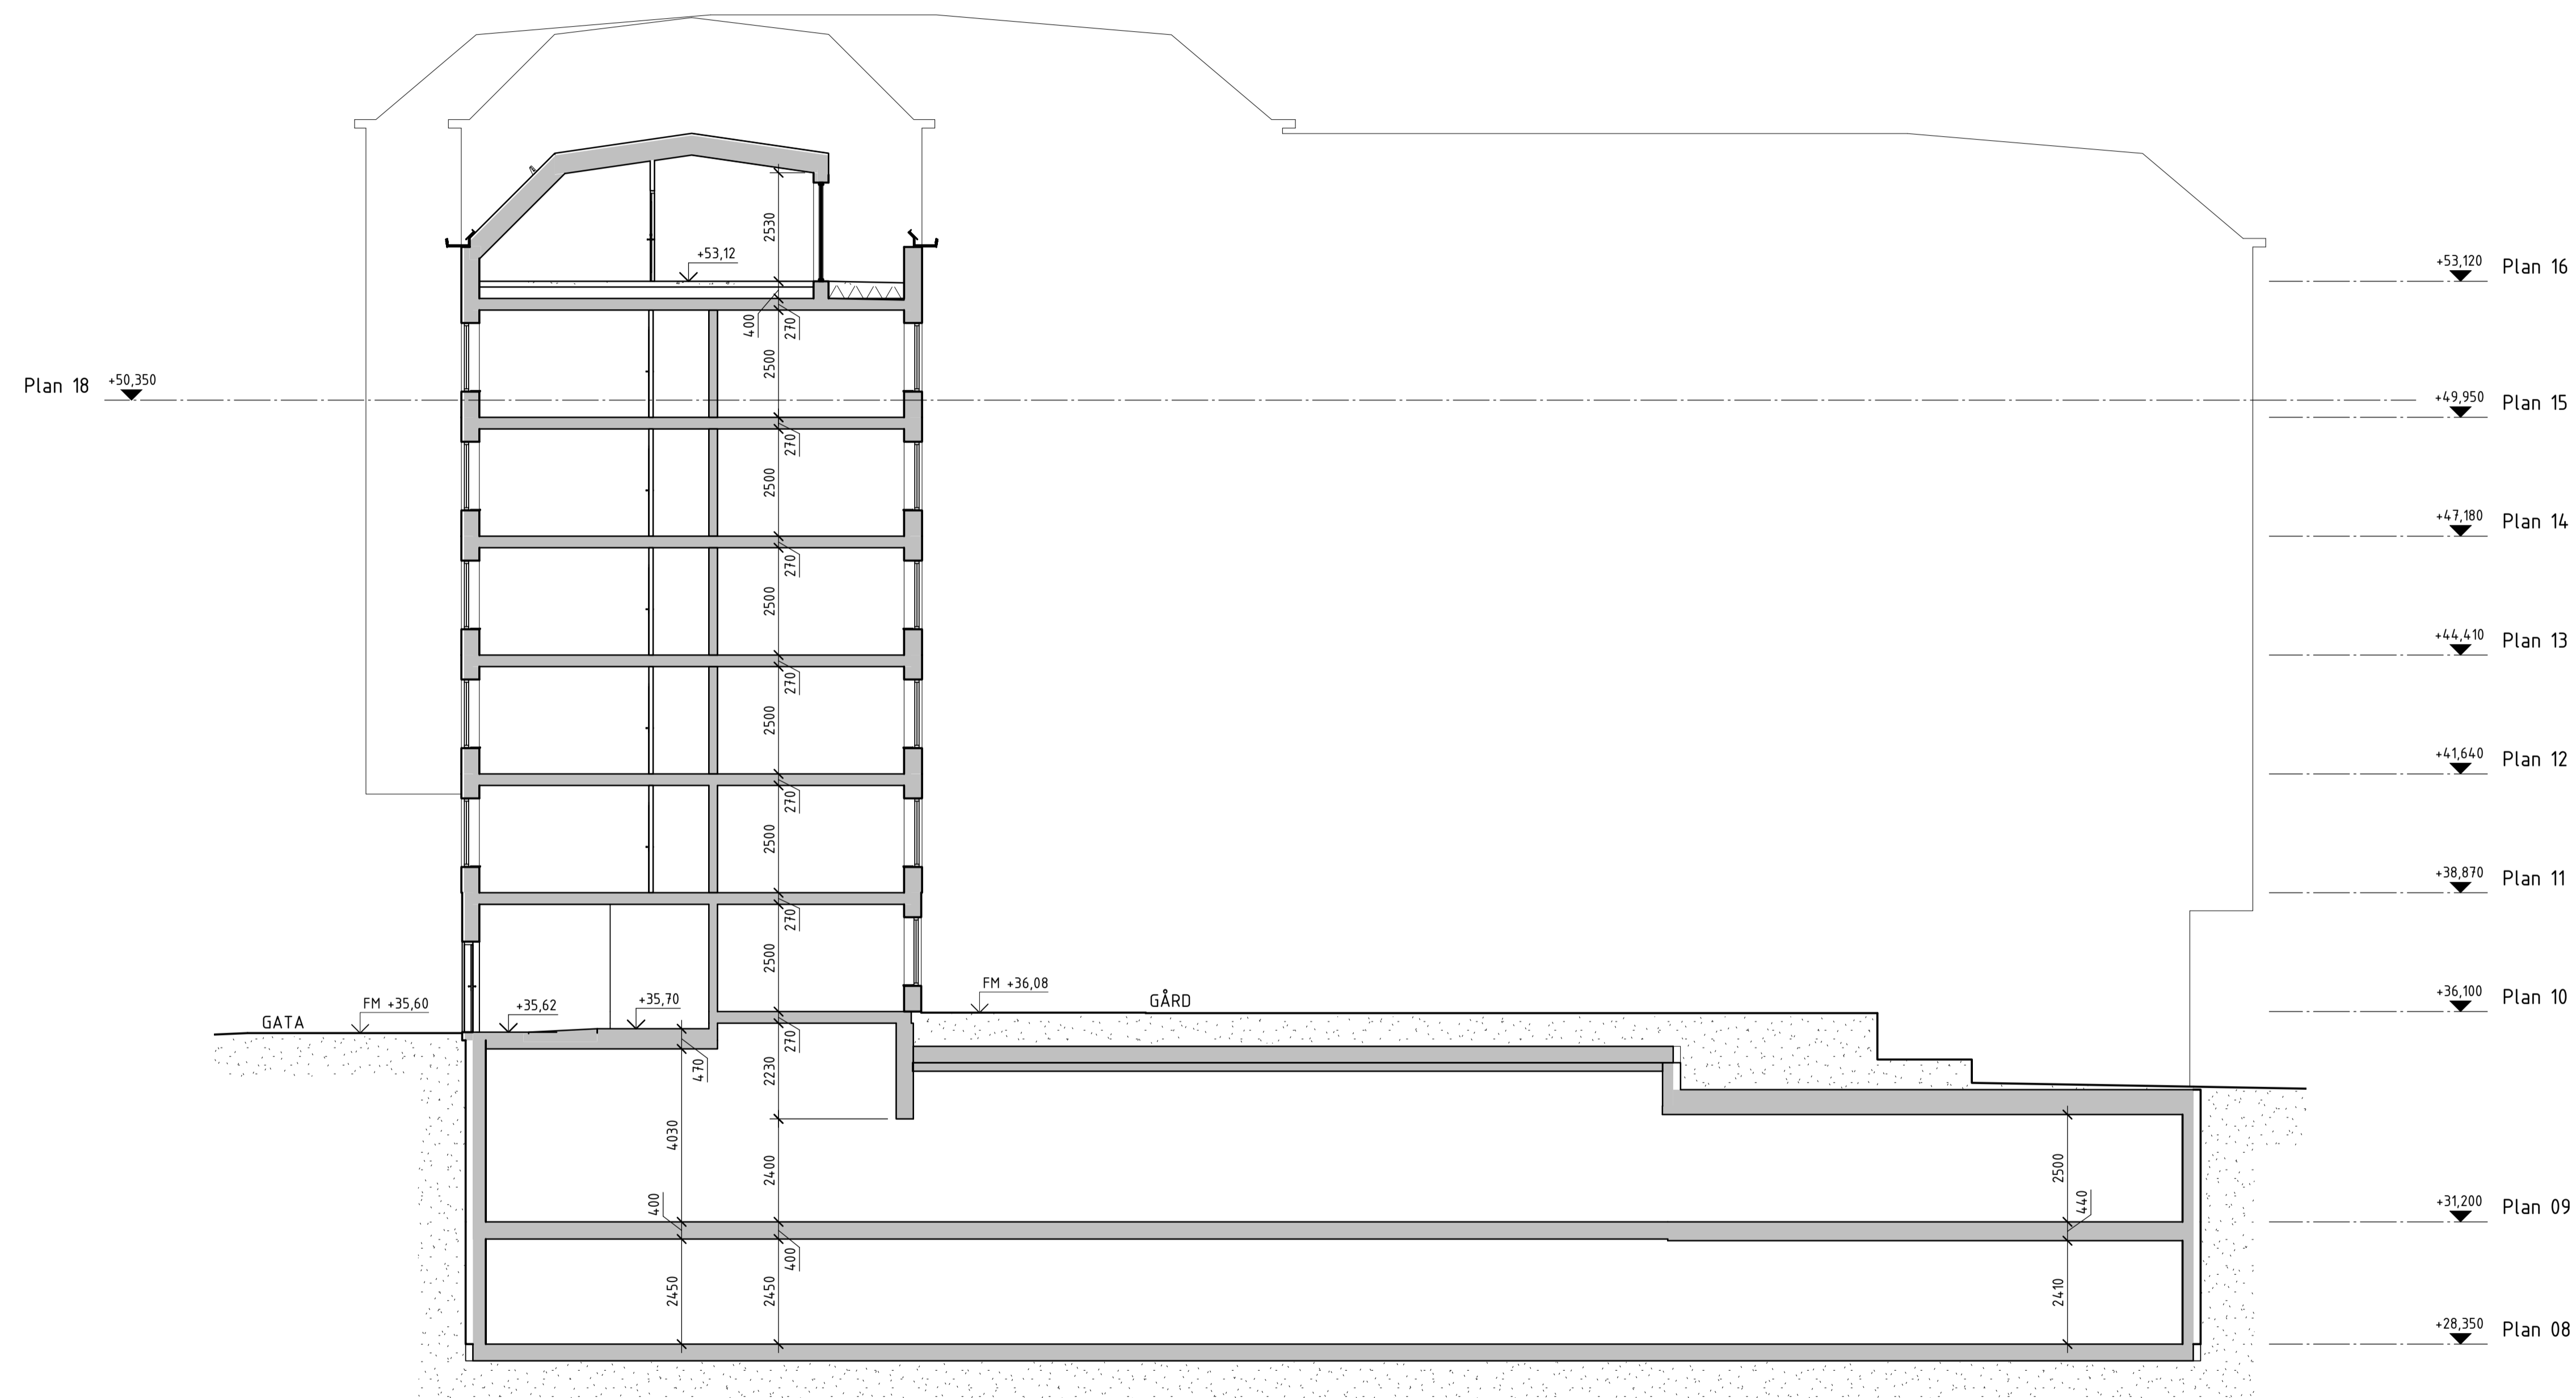 2530
+53,12
+53,120 Plan 16
400
270
2500
Plan 18 +50,350
+49,950 Plan 15
270
2500
+47,180 Plan 14
270
2500
+44,410 Plan 13
270
2500
+41,640 Plan 12
270
2500
+38,870 Plan 11
270
2500
FM +36,08
GÅRD
+36,100 Plan 10
FM +35,60
GATA
+35,62
+35,70
270
470
2230
4030
2400
2500
400
440
+31,200 Plan 09
400
2450
2450
2410
+28,350 Plan 08